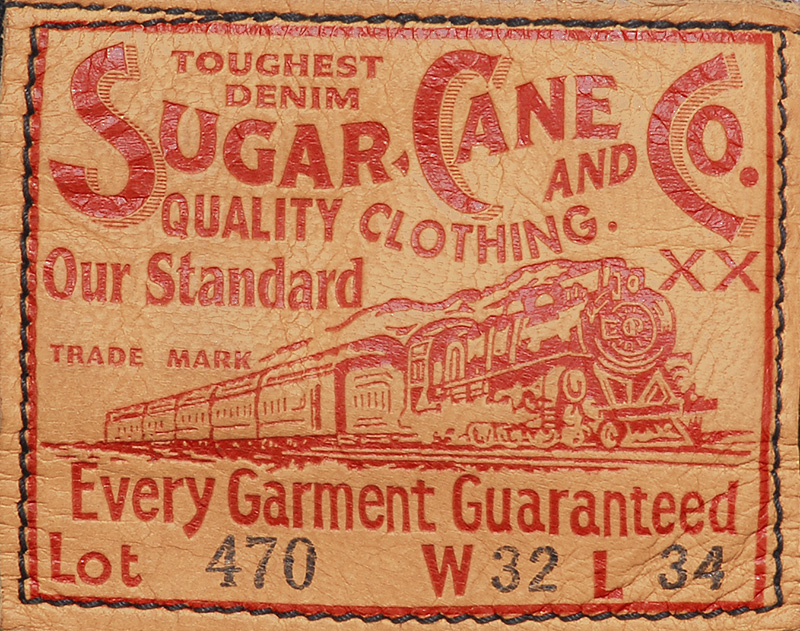 TOUGHEST
DENIM
SUGAR CANE AND CO.
QUALITY CLOTHING.
XX
Our Standard
TRADE MARK
Every Garment Guaranteed
Lot 470 W 32 L 34